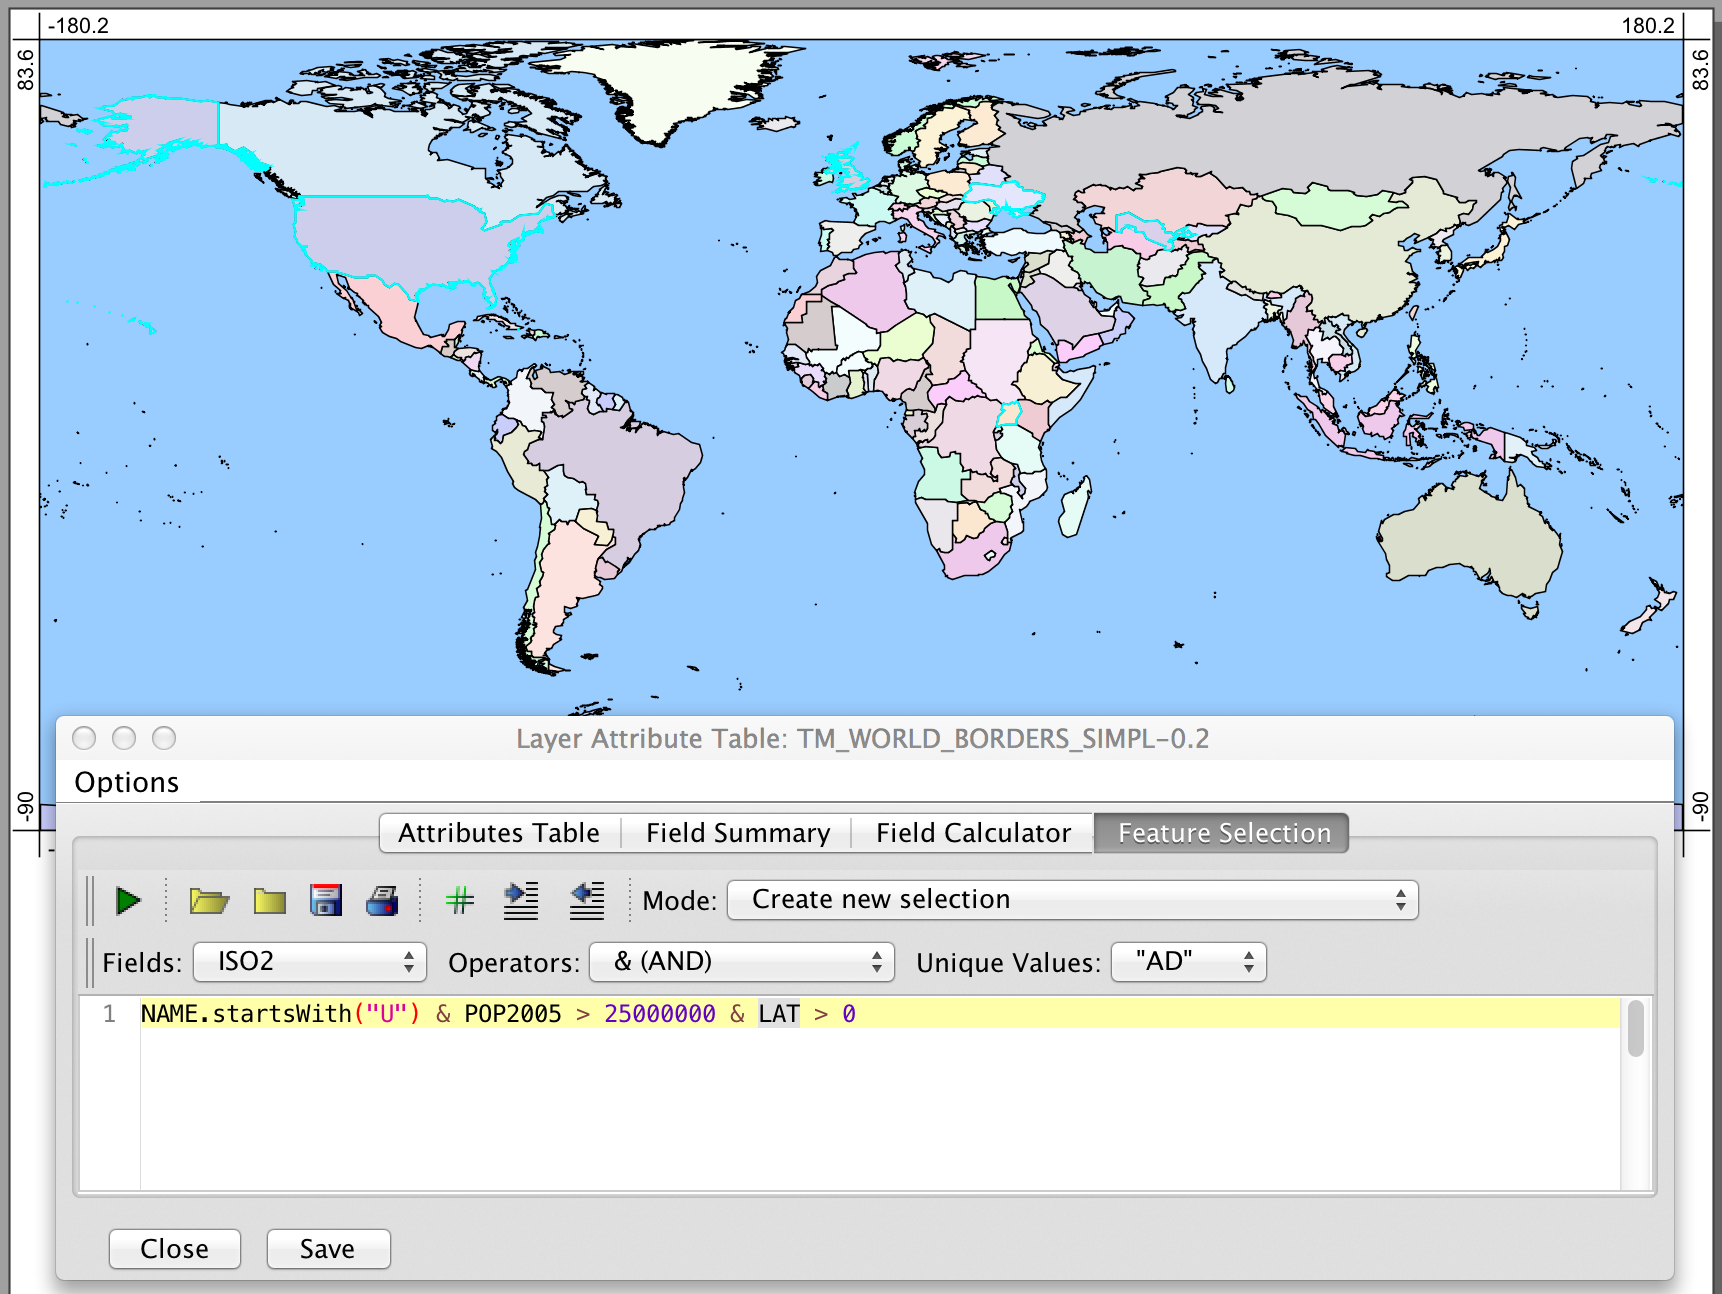 -180.2 180.2
83.6 83.6
-90 -90
Layer Attribute Table: TM_WORLD_BORDERS_SIMPL-0.2
Options
Attributes Table Field Summary Field Calculator Feature Selection
Mode: Create new selection
Fields: ISO2 Operators: & (AND) Unique Values: "AD"
1 NAME.startsWith("U") & POP2005 > 25000000 & LAT > 0
Close Save